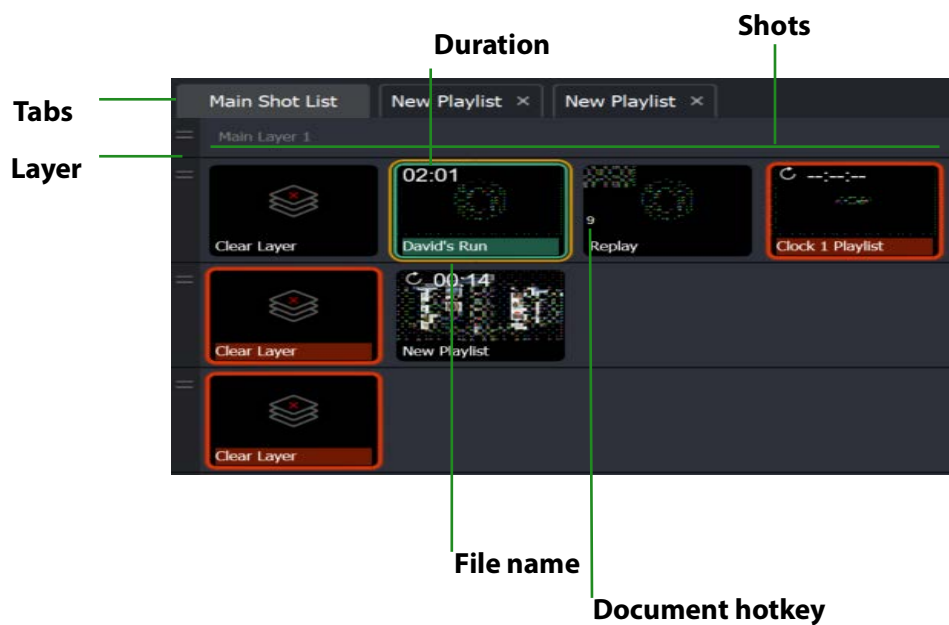 Shots
Duration
Tabs
Main Shot List
New Playlist ×
New Playlist ×
Main Layer 1
Layer
02:01
--:--:--
9
Clear Layer
David's Run
Replay
Clock 1 Playlist
00:14
Clear Layer
New Playlist
Clear Layer
File name
Document hotkey